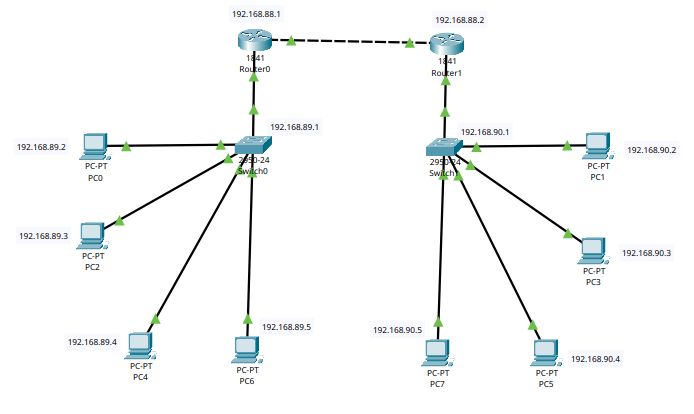 192.168.88.1
192.168.88.2
1841
Router0
1841
Router1
192.168.89.1
192.168.90.1
192.168.89.2
PC-PT
PC0
2950-24
Switch0
2950-24
Switch1
PC-PT
PC1
192.168.90.2
192.168.89.3
PC-PT
PC2
PC-PT
PC3
192.168.90.3
192.168.89.4
PC-PT
PC4
192.168.89.5
PC-PT
PC6
192.168.90.5
PC-PT
PC7
PC-PT
PC5
192.168.90.4